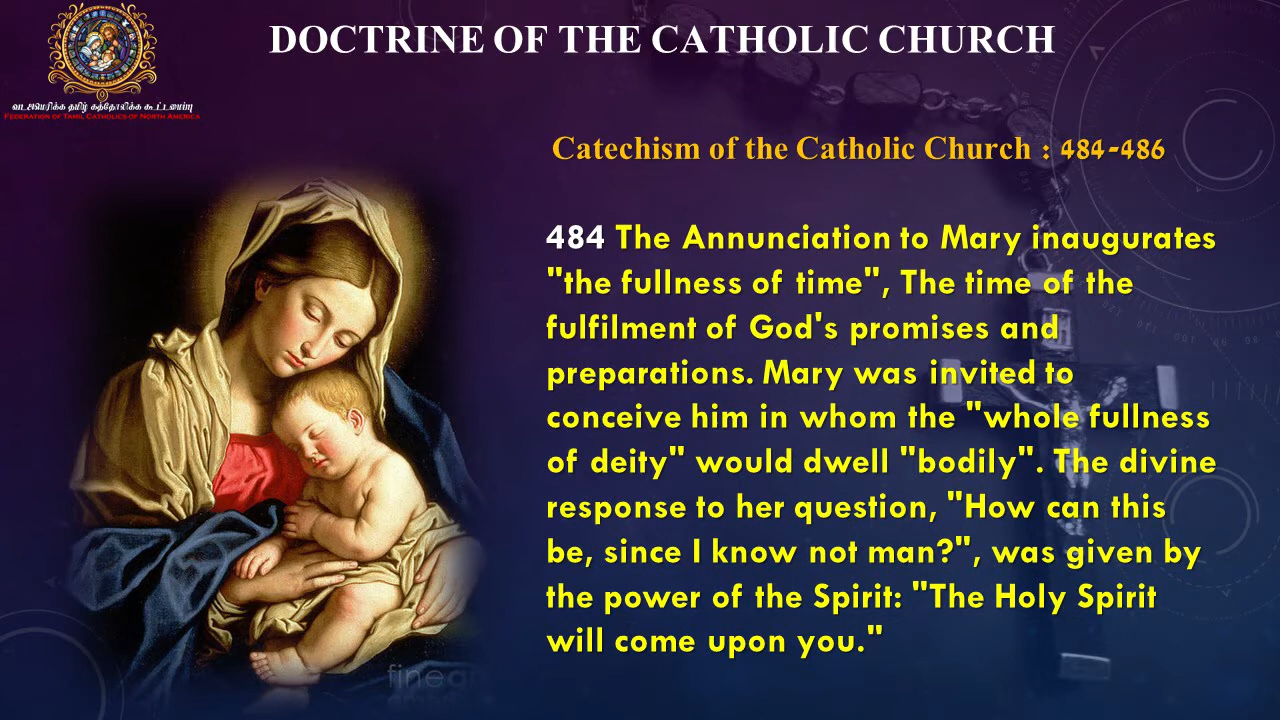 DOCTRINE OF THE CATHOLIC CHURCH
வடஅமெரிக்க தமிழ் கத்தோலிக்க கூட்டமைப்பு
FEDERATION OF TAMIL CATHOLICS OF NORTH AMERICA
Catechism of the Catholic Church : 484-486
484 The Annunciation to Mary inaugurates
"the fullness of time", The time of the
fulfilment of God's promises and
preparations. Mary was invited to
conceive him in whom the "whole fullness
of deity" would dwell "bodily". The divine
response to her question, "How can this
be, since I know not man?", was given by
the power of the Spirit: "The Holy Spirit
will come upon you."